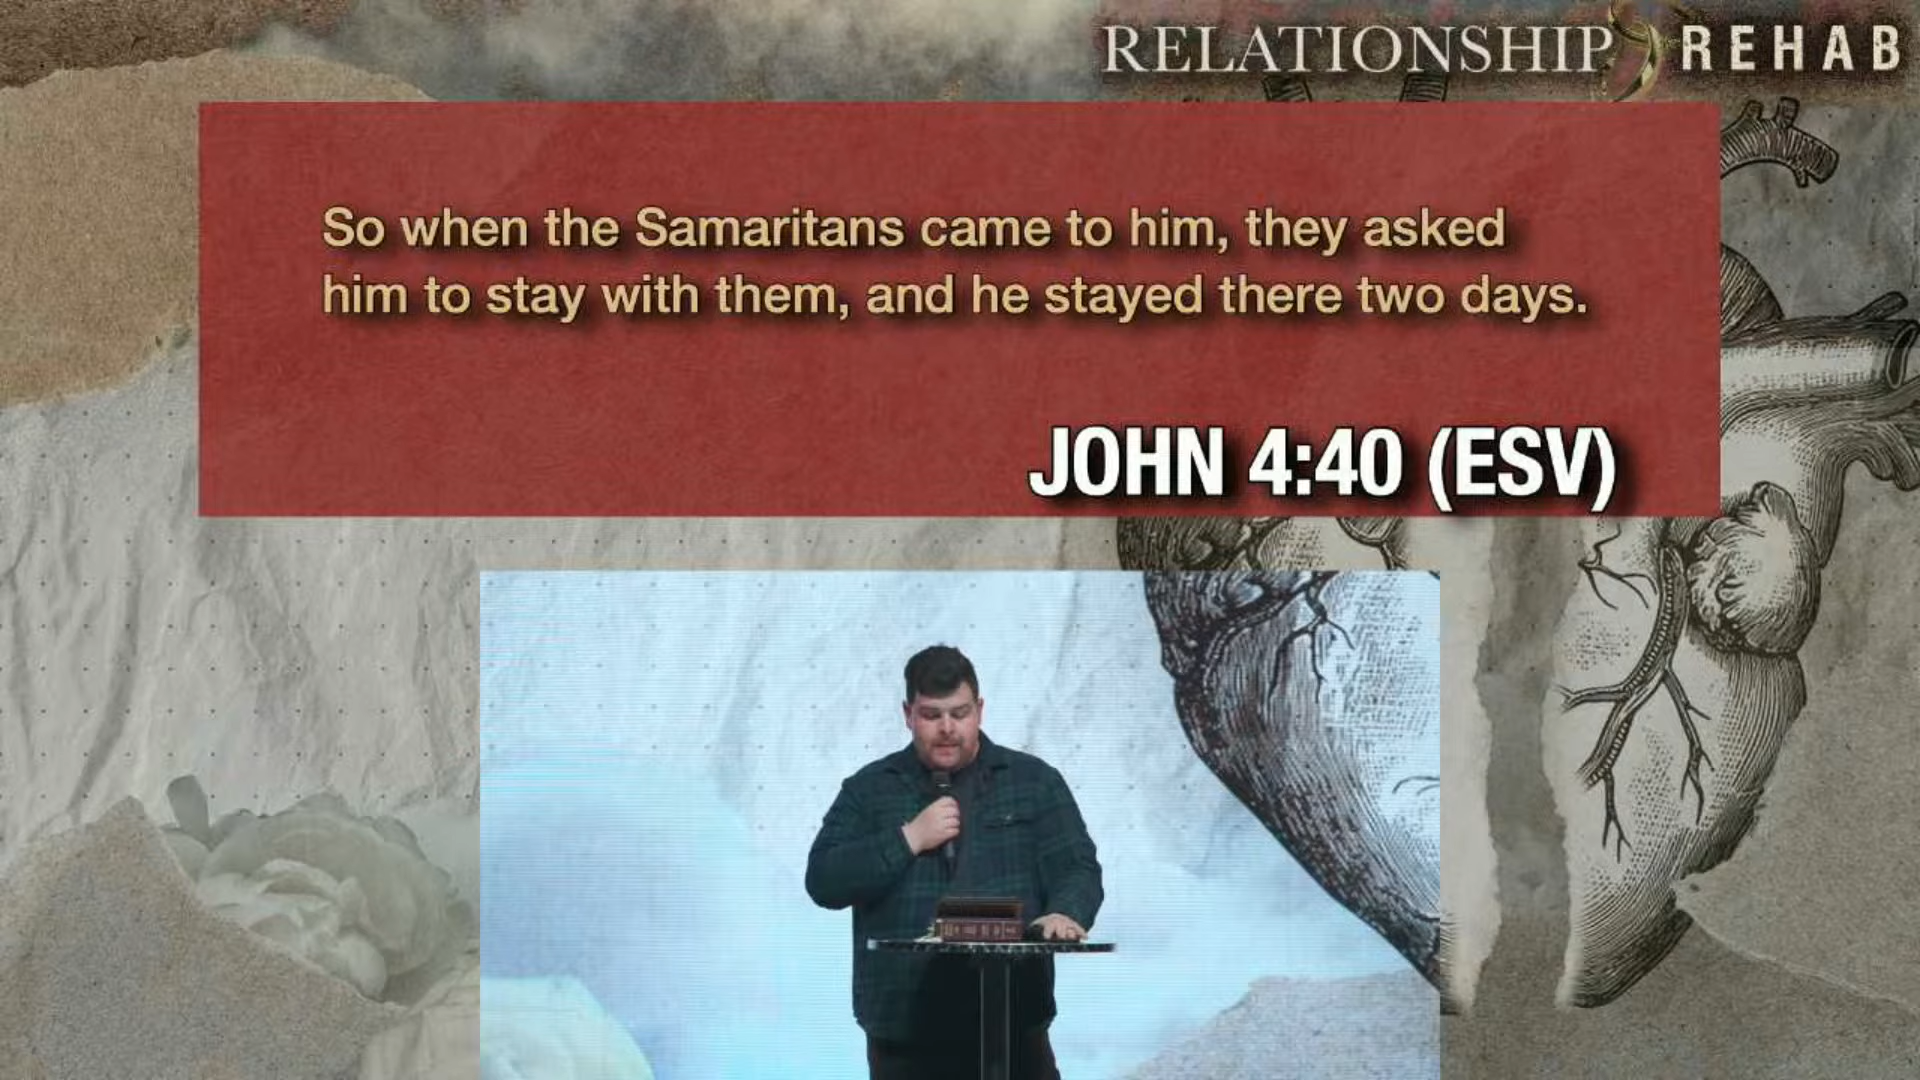 RELATIONSHIP REHAB
So when the Samaritans came to him, they asked
him to stay with them, and he stayed there two days.
JOHN 4:40 (ESV)